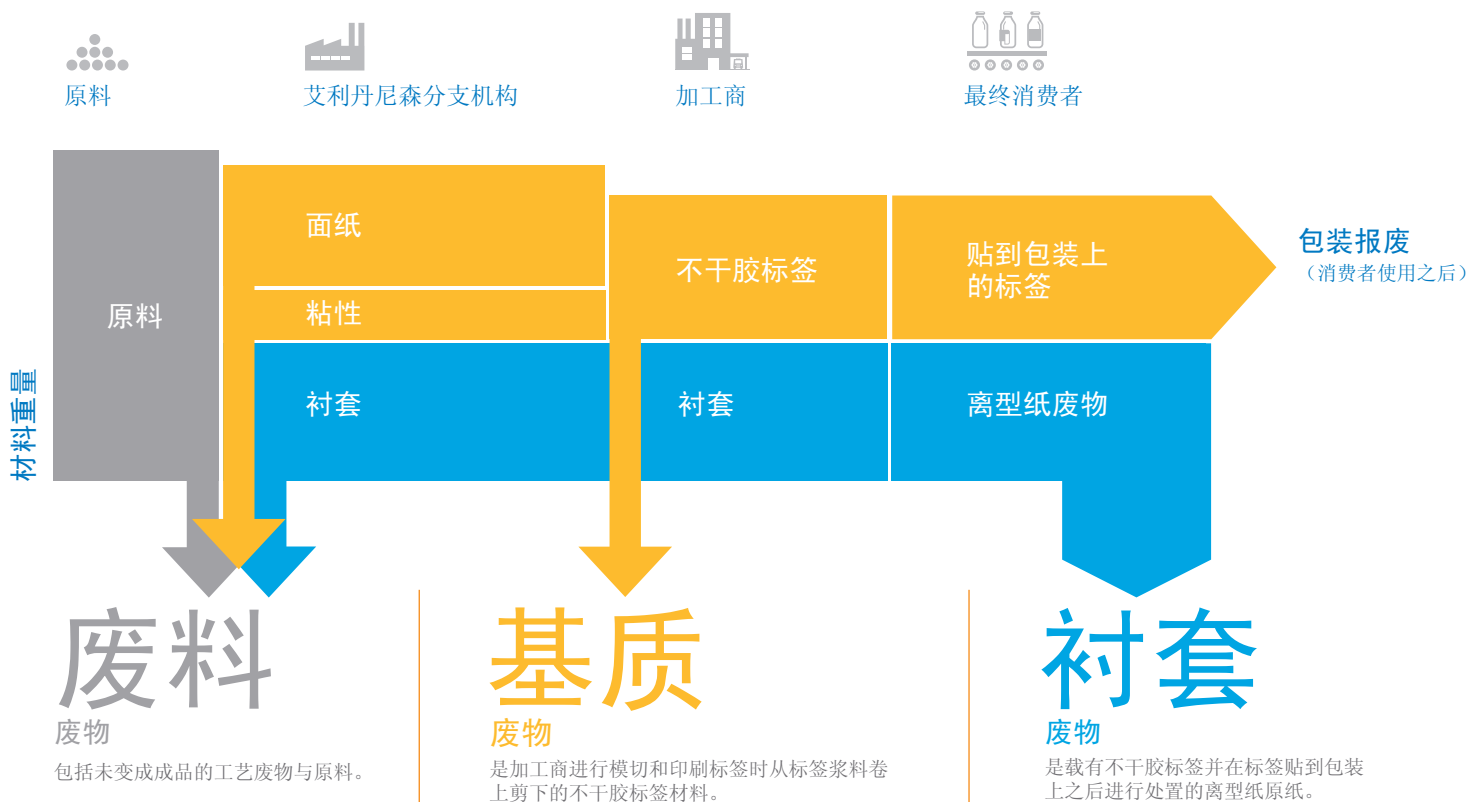 原料
艾利丹尼森分支机构
加工商
最终消费者
材料重量
原料
面纸
粘性
衬套
不干胶标签
衬套
贴到包装上
的标签
离型纸废物
包装报废
（消费者使用之后）
废料
废物
包括未变成成品的工艺废物与原料。
基质
废物
是加工商进行模切和印刷标签时从标签浆料卷
上剪下的不干胶标签材料。
衬套
废物
是载有不干胶标签并在标签贴到包装
上之后进行处置的离型纸原纸。